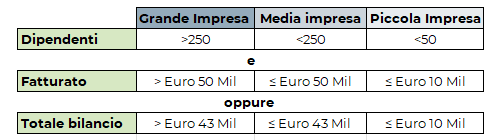 Grande Impresa Media impresa Piccola Impresa
Dipendenti >250 <250 <50
e
Fatturato > Euro 50 Mil ≤ Euro 50 Mil ≤ Euro 10 Mil
oppure
Totale bilancio > Euro 43 Mil ≤ Euro 43 Mil ≤ Euro 10 Mil